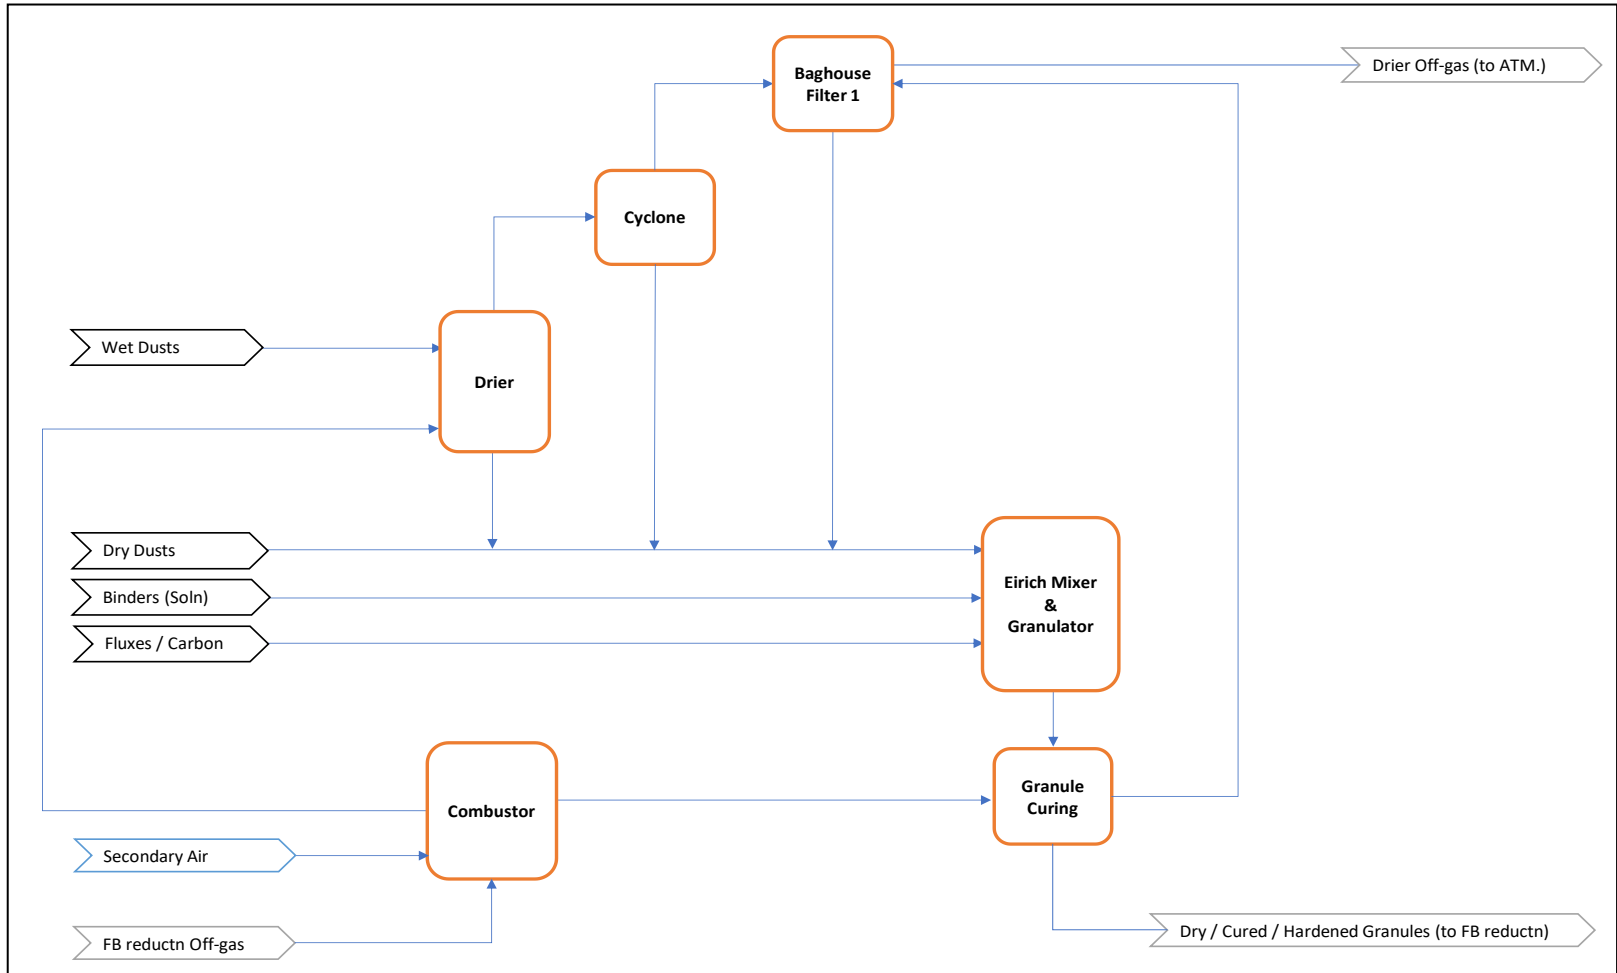 Baghouse
Filter 1
Drier Off-gas (to ATM.)
Cyclone
Wet Dusts
Drier
Dry Dusts
Binders (Soln)
Fluxes / Carbon
Eirich Mixer
&
Granulator
Combustor
Granule
Curing
Secondary Air
FB reductn Off-gas
Dry / Cured / Hardened Granules (to FB reductn)